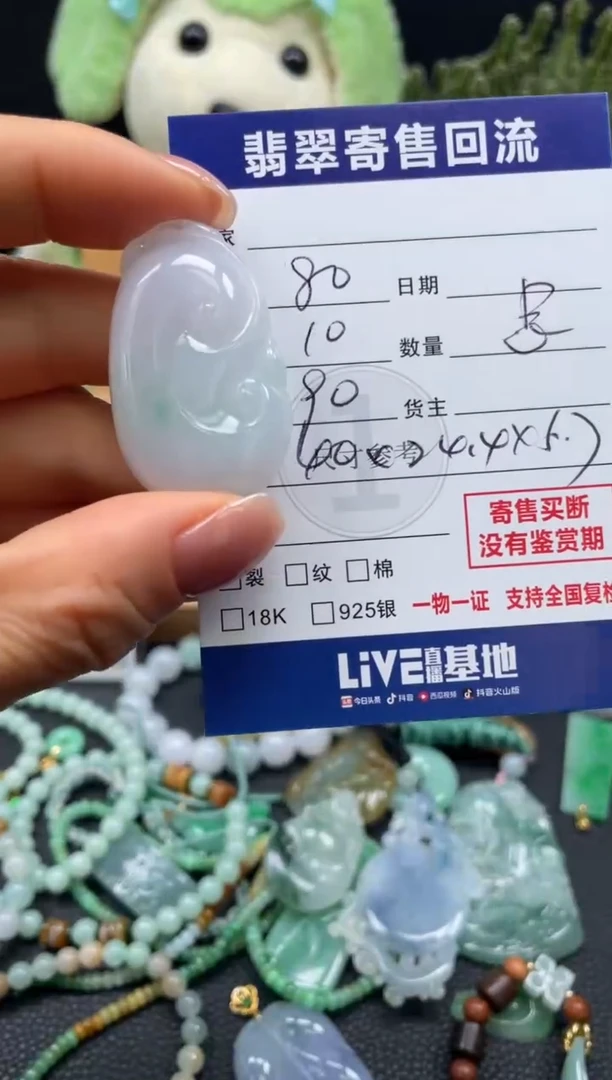 翡翠寄售回流
家
80 日期
10 数量
90 货主
寄售买断
没有鉴赏期
裂 □纹 □棉
□18K □925银 一物一证 支持全国复检
LiVE直播基地
今日头条 抖音 西瓜视频 抖音火山版